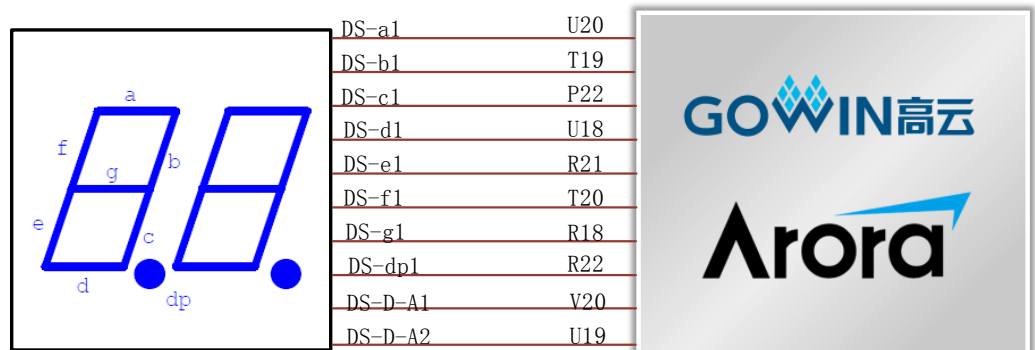 DS-a1 U20
DS-b1 T19
DS-c1 P22
DS-d1 U18
DS-e1 R21
DS-f1 T20
DS-g1 R18
DS-dp1 R22
DS-D-A1 V20
DS-D-A2 U19
a
f
b
g
e
c
d
dp
GOWIN高云
Arora